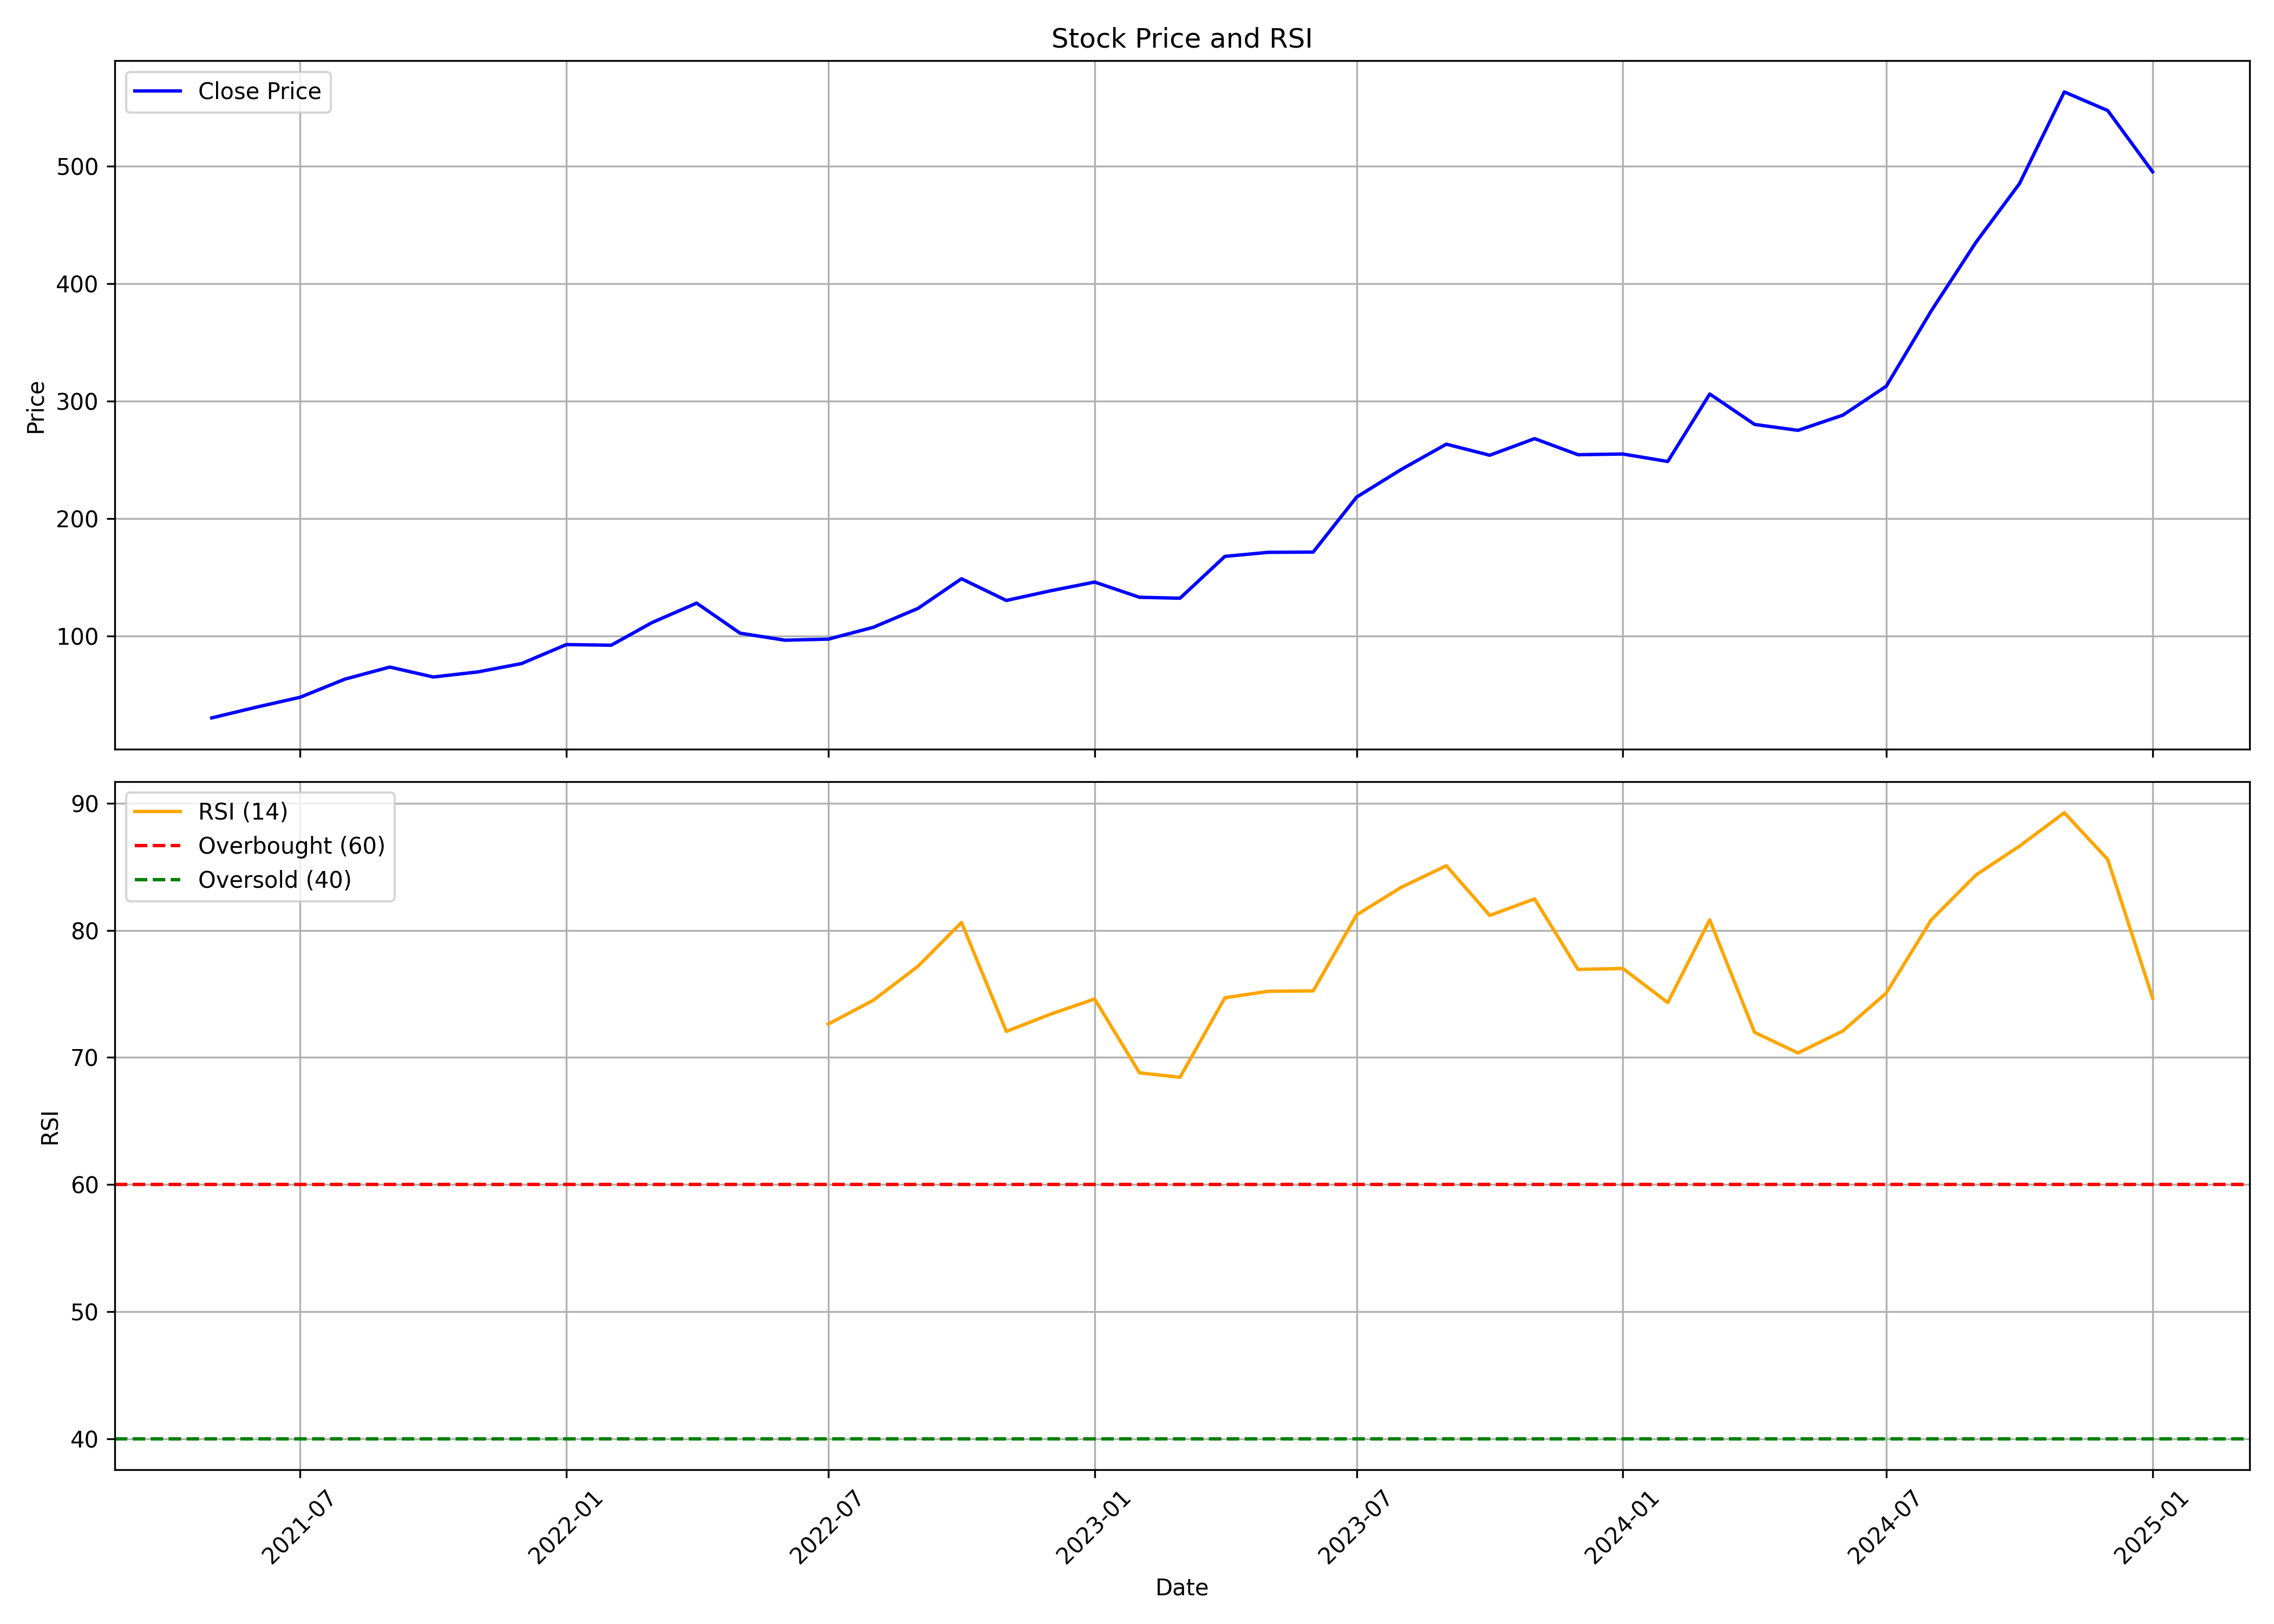 Stock Price and RSI
Close Price
500
400
300
200
100
Price
RSI (14)
Overbought (60)
Oversold (40)
90
80
70
60
50
40
RSI
2021-07
2022-01
2022-07
2023-01
2023-07
2024-01
2024-07
2025-01
Date